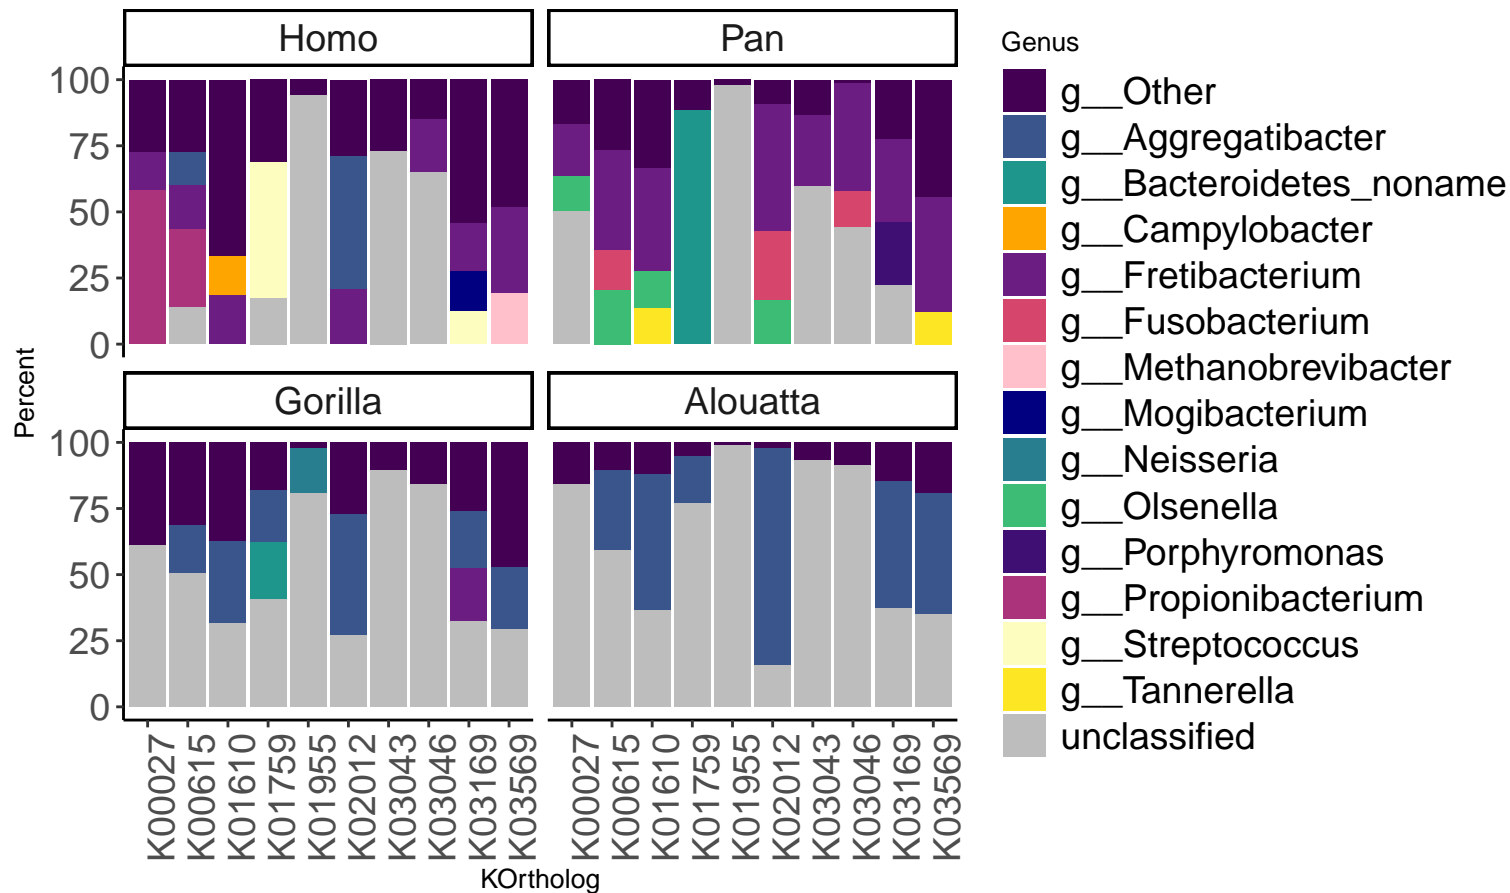 Homo
Pan
100
75
50
25
0
Gorilla
Alouatta
100
75
50
25
0
Percent
K00027
K00615
K01610
K01759
K01955
K02012
K03043
K03046
K03169
K03569
K00027
K00615
K01610
K01759
K01955
K02012
K03043
K03046
K03169
K03569
KOrtholog
Genus
g__Other
g__Aggregatibacter
g__Bacteroidetes_noname
g__Campylobacter
g__Fretibacterium
g__Fusobacterium
g__Methanobrevibacter
g__Mogibacterium
g__Neisseria
g__Olsenella
g__Porphyromonas
g__Propionibacterium
g__Streptococcus
g__Tannerella
unclassified